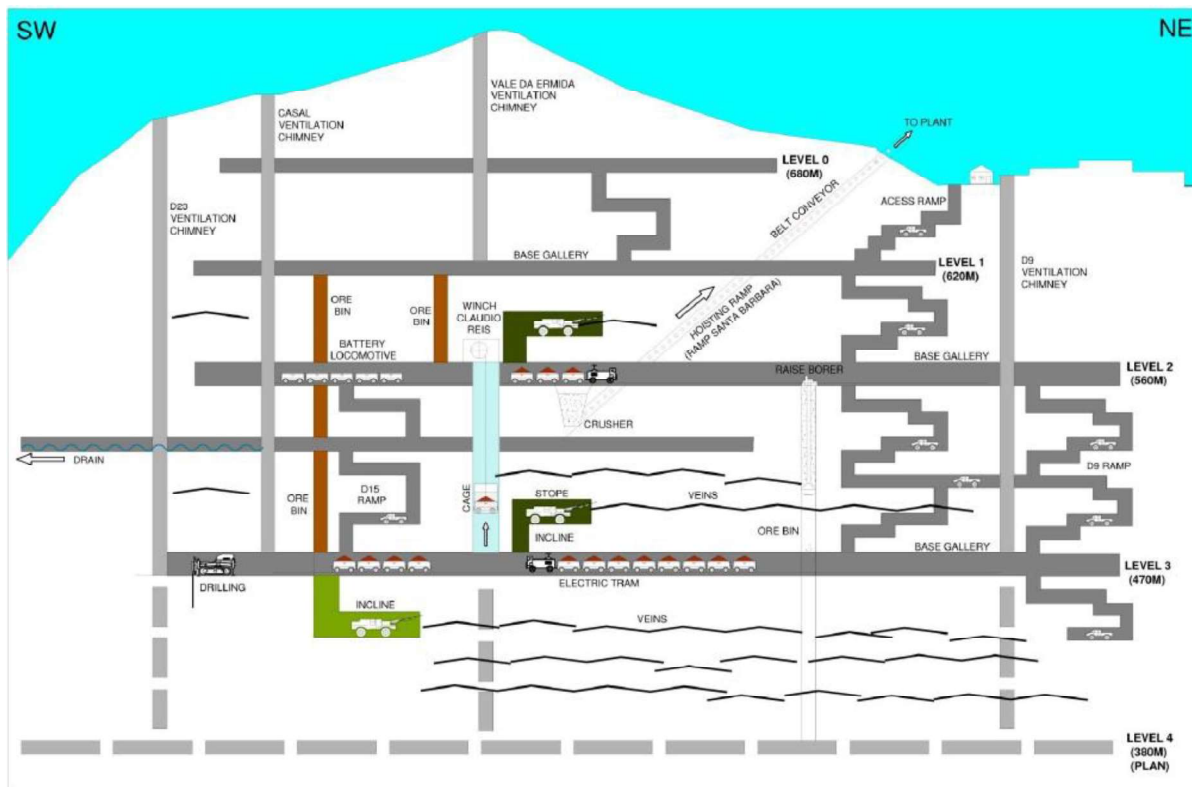 SW
NE
VALE DA ERMIDA
VENTILATION
CHIMNEY
CASAL
VENTILATION
CHIMNEY
TO PLANT
LEVEL 0
(680M)
BELT CONVEYOR
ACESS RAMP
D23
VENTILATION
CHIMNEY
BASE GALLERY
LEVEL 1
(620M)
D9
VENTILATION
CHIMNEY
ORE
BIN
ORE
BIN
WINCH
CLAUDIO
REIS
HOISTING RAMP
(RAMP SANTA BARBARA)
BATTERY
LOCOMOTIVE
BASE GALLERY
RAISE BORER
LEVEL 2
(560M)
CRUSHER
DRAIN
D9 RAMP
D15
RAMP
ORE
BIN
CAGE
STOPE
VEINS
ORE BIN
INCLINE
BASE GALLERY
LEVEL 3
(470M)
DRILLING
ELECTRIC TRAM
INCLINE
VEINS
LEVEL 4
(380M)
(PLAN)